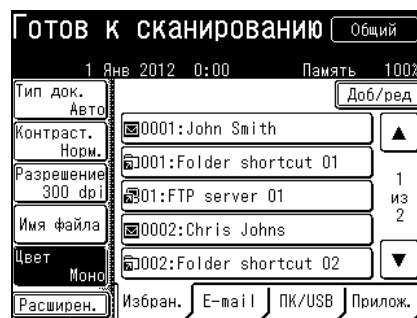 Готов к сканированию
Общий
1 Янв 2012 0:00 Память 100%
Тип док.
Авто
Доб/ред
Контраст.
Норм.
0001:John Smith
Разрешение
300 dpi
0001:Folder shortcut 01
01:FTP server 01
1
из
2
Имя файла
0002:Chris Johns
Цвет
Моно
0002:Folder shortcut 02
Расширен.
Избран.
E-mail
ПК/USB
Прилож.